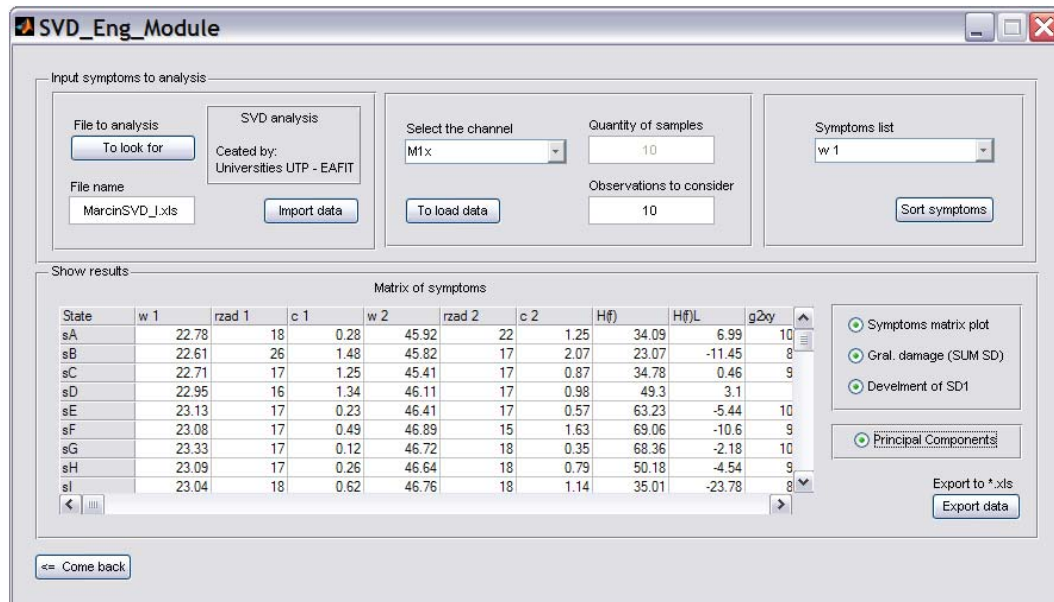 SVD_Eng_Module
Input symptoms to analysis
File to analysis
To look for
File name
MarcinSVD_I.xls
SVD analysis
Ceated by:
Universities UTP - EAFIT
Import data
Select the channel
M1x
To load data
Quantity of samples
10
Observations to consider
10
Symptoms list
w 1
Sort symptoms
Show results
Matrix of symptoms
State w 1 rzad 1 c 1 w 2 rzad 2 c 2 H(f) H(f)L g2xy
sA 22.78 18 0.28 45.92 22 1.25 34.09 6.99 10
sB 22.61 26 1.48 45.82 17 2.07 23.07 -11.45 8
sC 22.71 17 1.25 45.41 17 0.87 34.78 0.46 9
sD 22.95 16 1.34 46.11 17 0.98 49.3 3.1
sE 23.13 17 0.23 46.41 17 0.57 63.23 -5.44 10
sF 23.08 17 0.49 46.89 15 1.63 69.06 -10.6 9
sG 23.33 17 0.12 46.72 18 0.35 68.36 -2.18 10
sH 23.09 17 0.26 46.64 18 0.79 50.18 -4.54 9
sI 23.04 18 0.62 46.76 18 1.14 35.01 -23.78 8
Symptoms matrix plot
Gral. damage (SUM SD)
Develment of SD1
Principal Components
Export to *.xls
Export data
<= Come back